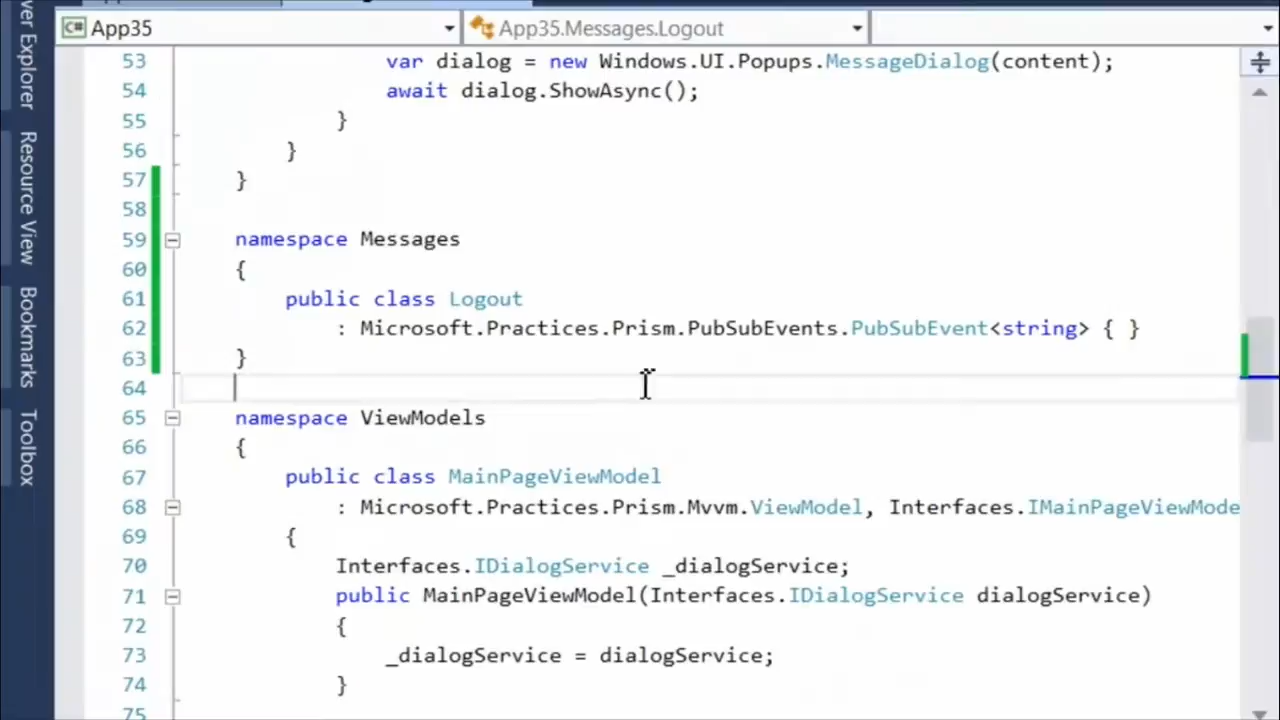 ver Explorer
Resource View
Bookmarks
Toolbox
C# App35
App35.Messages.Logout
53 var dialog = new Windows.UI.Popups.MessageDialog(content);
54 await dialog.ShowAsync();
55 }
56 }
57 }
58
59 namespace Messages
60 {
61 public class Logout
62 : Microsoft.Practices.Prism.PubSubEvents.PubSubEvent<string> { }
63 }
64
65 namespace ViewModels
66 {
67 public class MainPageViewModel
68 : Microsoft.Practices.Prism.Mvvm.ViewModel, Interfaces.IMainPageViewMode
69 {
70 Interfaces.IDialogService _dialogService;
71 public MainPageViewModel(Interfaces.IDialogService dialogService)
72 {
73 _dialogService = dialogService;
74 }
75